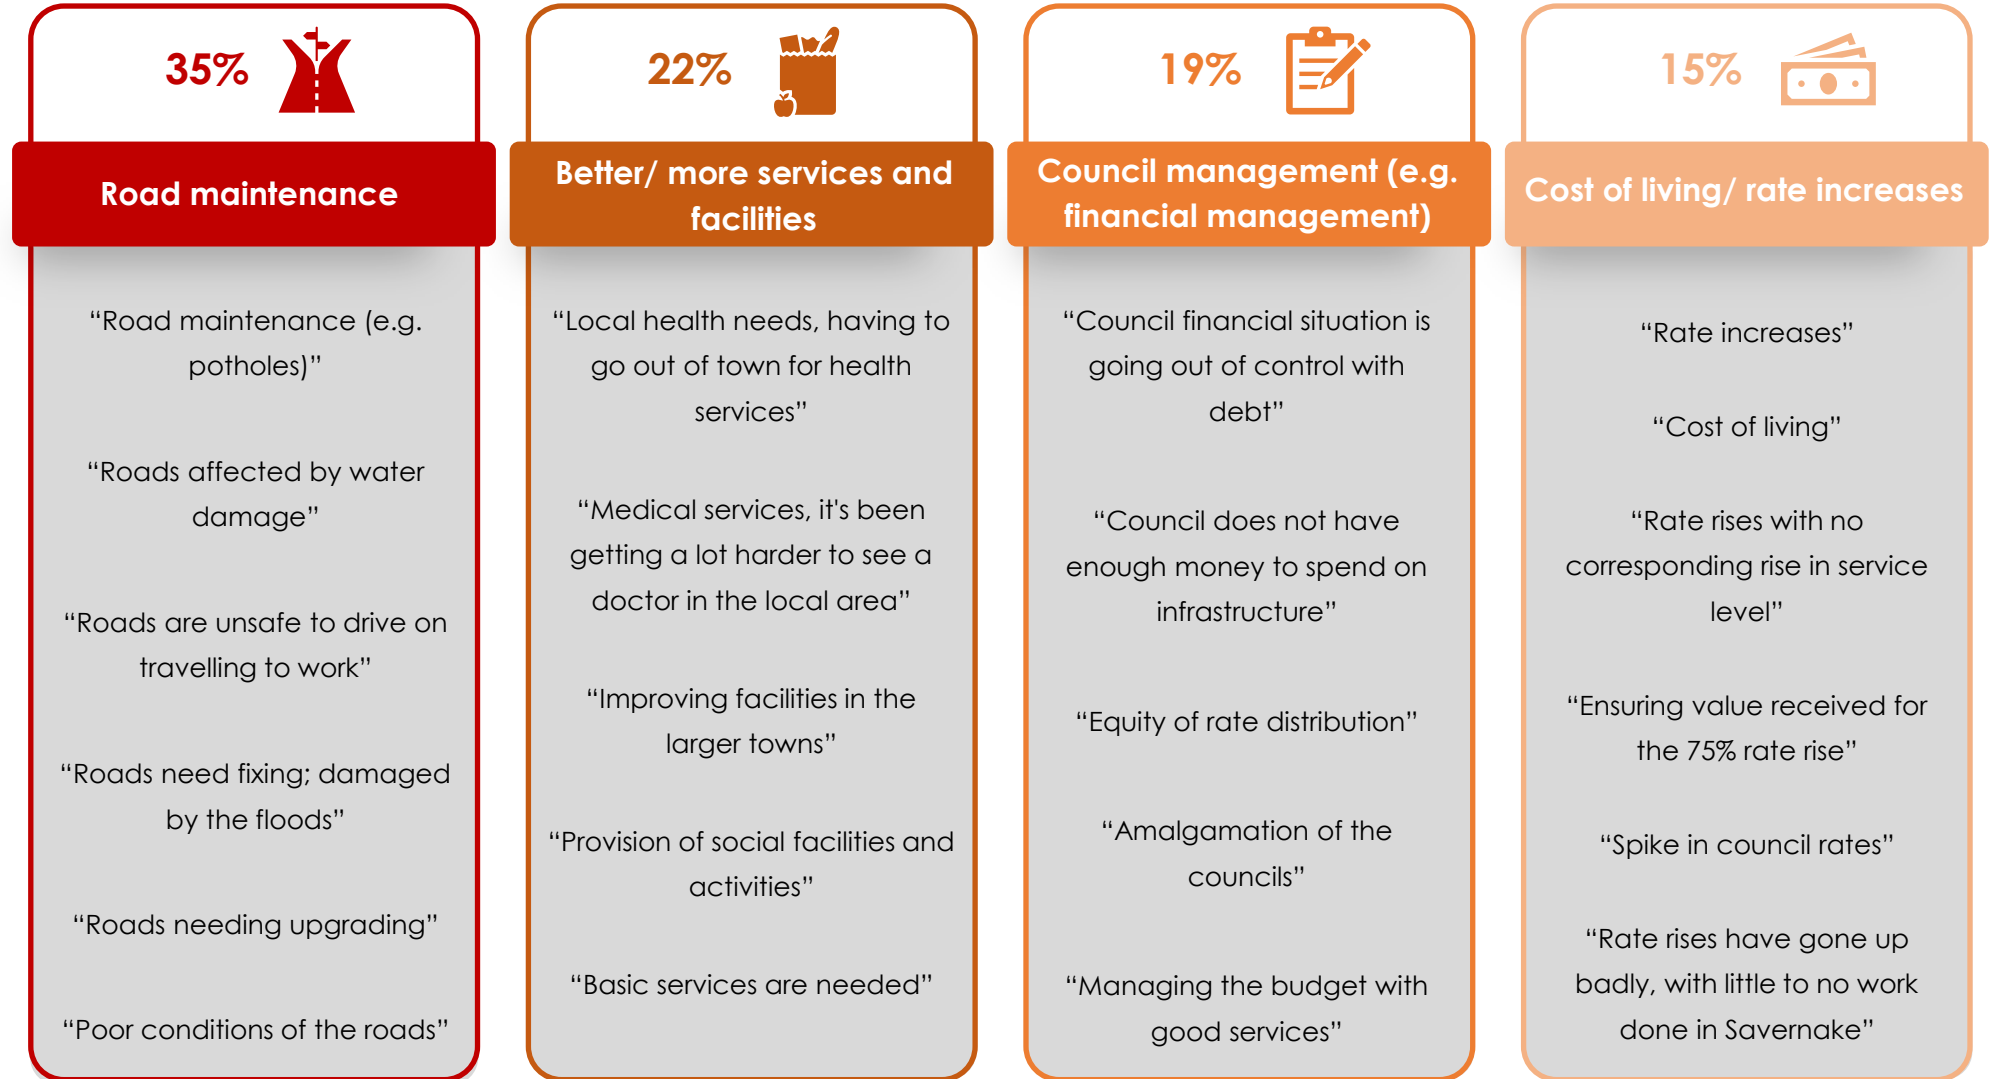 35%
Road maintenance
“Road maintenance (e.g.
potholes)”
“Roads affected by water
damage”
“Roads are unsafe to drive on
travelling to work”
“Roads need fixing; damaged
by the floods”
“Roads needing upgrading”
“Poor conditions of the roads”
22%
Better/ more services and
facilities
“Local health needs, having to
go out of town for health
services”
“Medical services, it's been
getting a lot harder to see a
doctor in the local area”
“Improving facilities in the
larger towns”
“Provision of social facilities and
activities”
“Basic services are needed”
19%
Council management (e.g.
financial management)
“Council financial situation is
going out of control with
debt”
“Council does not have
enough money to spend on
infrastructure”
“Equity of rate distribution”
“Amalgamation of the
councils”
“Managing the budget with
good services”
15%
Cost of living/ rate increases
“Rate increases”
“Cost of living”
“Rate rises with no
corresponding rise in service
level”
“Ensuring value received for
the 75% rate rise”
“Spike in council rates”
“Rate rises have gone up
badly, with little to no work
done in Savernake”